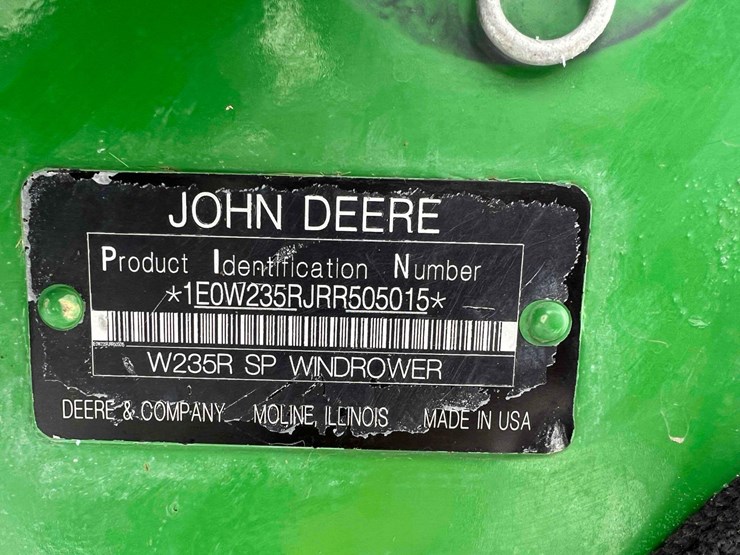 JOHN DEERE
Product Identification Number
*1E0W235RJRR505015*
W235R SP WINDROWER
DEERE & COMPANY MOLINE, ILLINOIS MADE IN USA